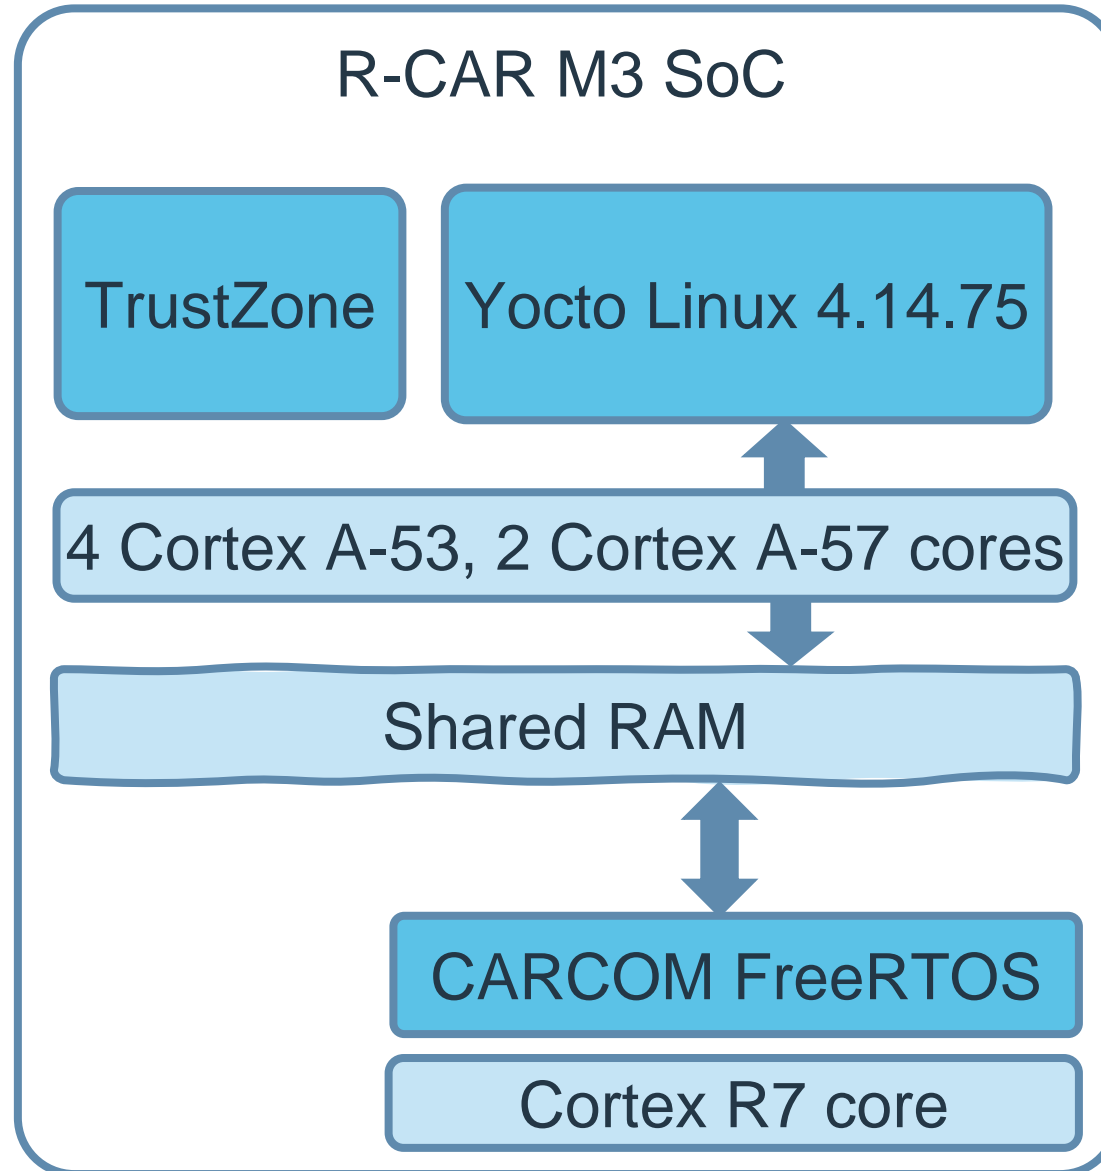 R-CAR M3 SoC
TrustZone
Yocto Linux 4.14.75
4 Cortex A-53, 2 Cortex A-57 cores
Shared RAM
CARCOM FreeRTOS
Cortex R7 core